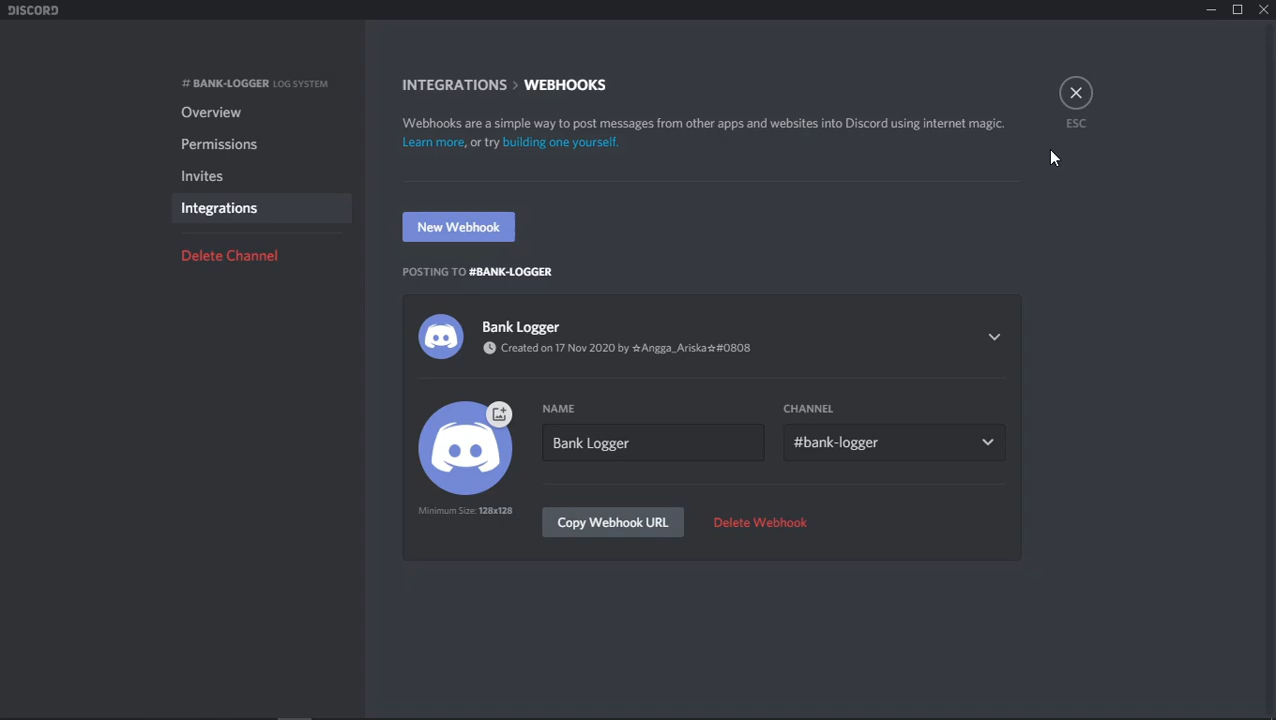 DISCORD
# BANK-LOGGER LOG SYSTEM
Overview
Permissions
Invites
Integrations
Delete Channel
INTEGRATIONS > WEBHOOKS
Webhooks are a simple way to post messages from other apps and websites into Discord using internet magic.
Learn more, or try building one yourself.
ESC
New Webhook
POSTING TO #BANK-LOGGER
Bank Logger
Created on 17 Nov 2020 by ☆Angga_Ariska☆#0808
NAME
CHANNEL
Bank Logger
#bank-logger
Minimum Size: 128x128
Copy Webhook URL
Delete Webhook